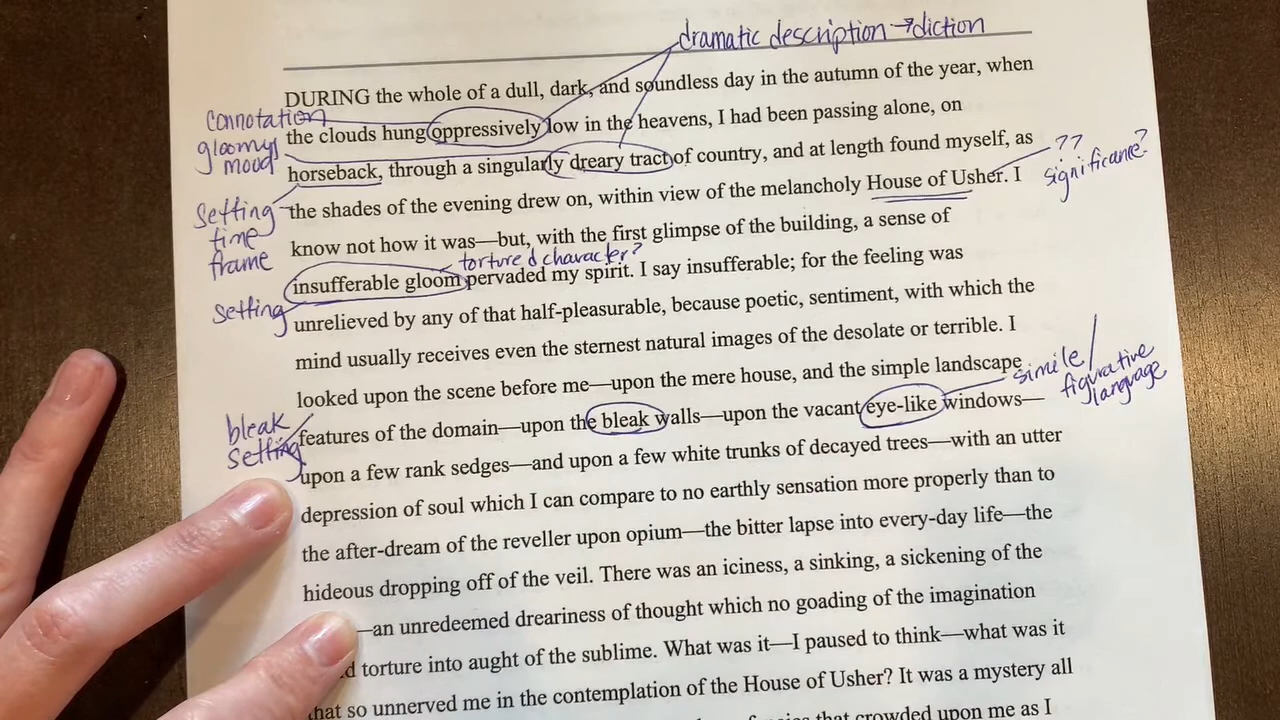 dramatic description → diction
DURING the whole of a dull, dark, and soundless day in the autumn of the year, when
connotation
the clouds hung oppressively low in the heavens, I had been passing alone, on
gloomy
mood
horseback, through a singularly dreary tract of country, and at length found myself, as
??
significance?
setting
time
frame
the shades of the evening drew on, within view of the melancholy House of Usher. I
know not how it was—but, with the first glimpse of the building, a sense of
tortured character?
insufferable gloom pervaded my spirit. I say insufferable; for the feeling was
setting
unrelieved by any of that half-pleasurable, because poetic, sentiment, with which the
mind usually receives even the sternest natural images of the desolate or terrible. I
looked upon the scene before me—upon the mere house, and the simple landscape
simile/
figurative
language
bleak
setting
features of the domain—upon the bleak walls—upon the vacant eye-like windows—
upon a few rank sedges—and upon a few white trunks of decayed trees—with an utter
depression of soul which I can compare to no earthly sensation more properly than to
the after-dream of the reveller upon opium—the bitter lapse into every-day life—the
hideous dropping off of the veil. There was an iciness, a sinking, a sickening of the
—an unredeemed dreariness of thought which no goading of the imagination
torture into aught of the sublime. What was it—I paused to think—what was it
that so unnerved me in the contemplation of the House of Usher? It was a mystery all
that crowded upon me as I